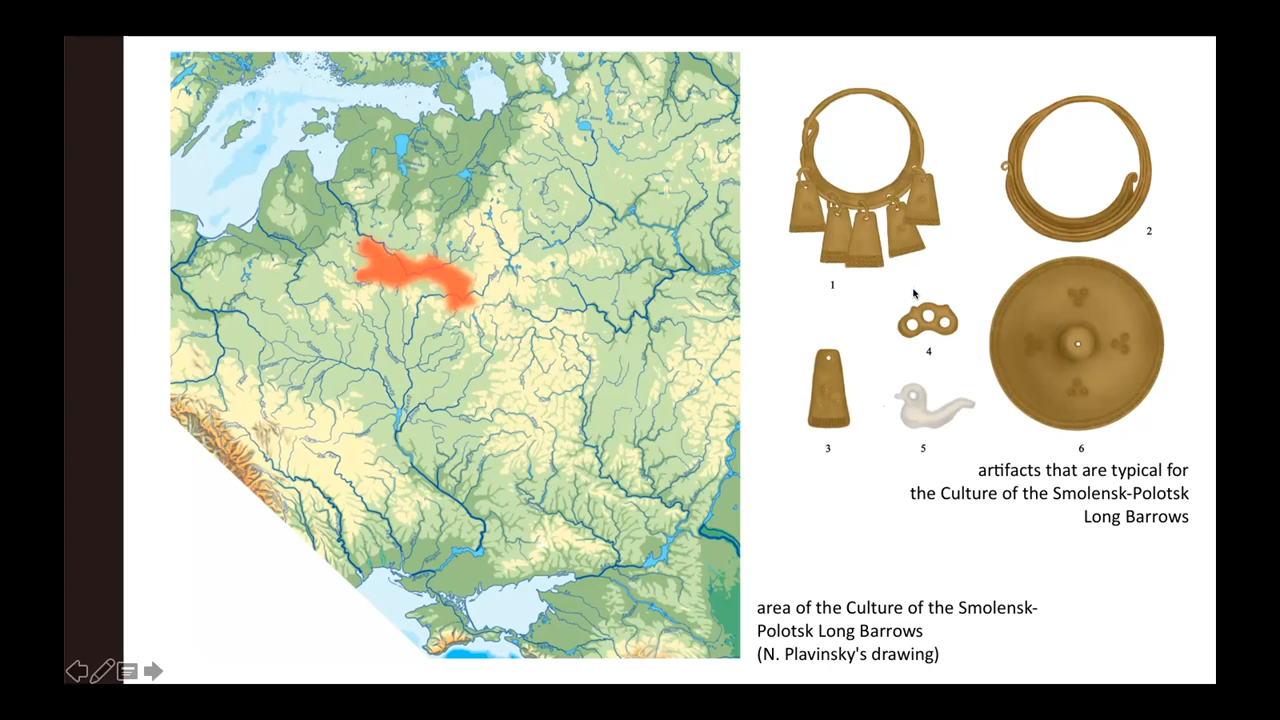 1
2
3
4
5
6
artifacts that are typical for
the Culture of the Smolensk-Polotsk
Long Barrows
area of the Culture of the Smolensk-
Polotsk Long Barrows
(N. Plavinsky's drawing)